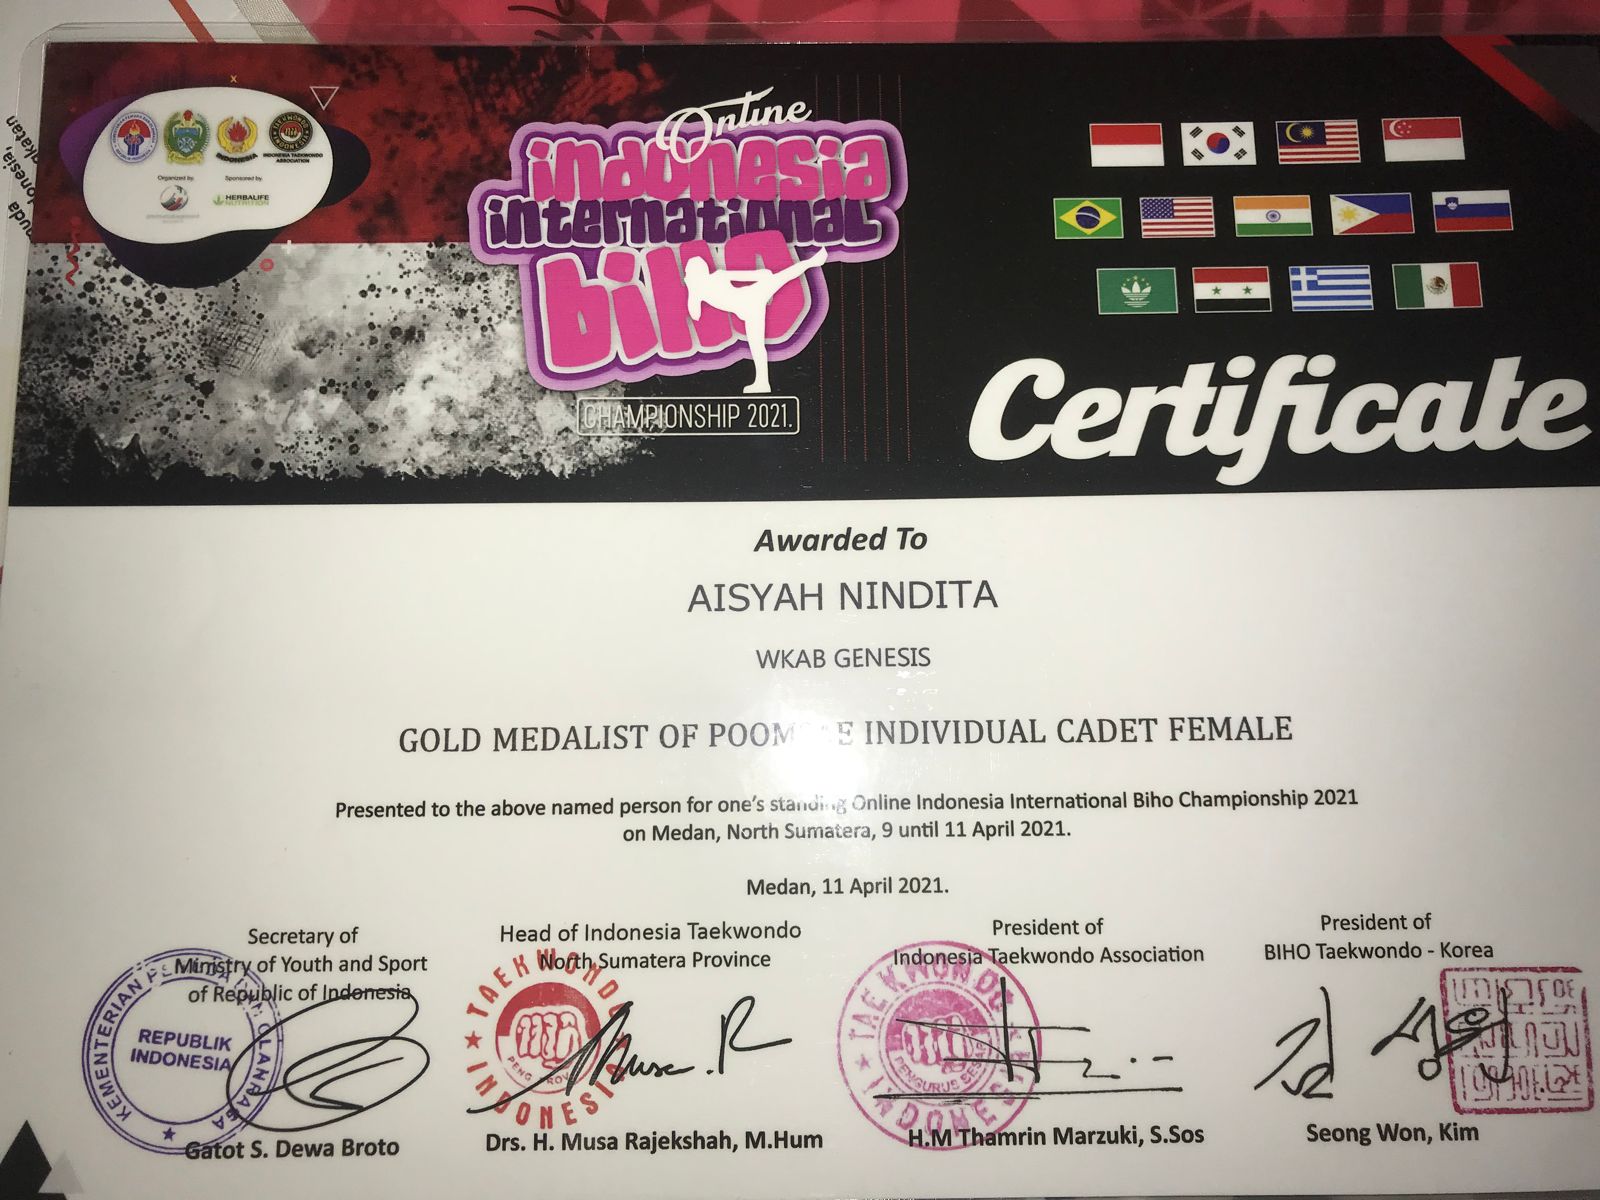 Online
indonesia
international
biho
CHAMPIONSHIP 2021.
INDONESIA
INDONESIA TAEKWONDO
ASSOCIATION
Organized by.
Sponsored by.
HERBALIFE
NUTRITION
Certificate
Awarded To
AISYAH NINDITA
WKAB GENESIS
GOLD MEDALIST OF POOM E INDIVIDUAL CADET FEMALE
Presented to the above named person for one's standing Online Indonesia International Biho Championship 2021
on Medan, North Sumatera, 9 until 11 April 2021.
Medan, 11 April 2021.
Secretary of
Ministry of Youth and Sport
of Republic of Indonesia
REPUBLIK
INDONESIA
Gatot S. Dewa Broto
Head of Indonesia Taekwondo
North Sumatera Province
TAEKWONDO
INDONESIA
Musa. R
Drs. H. Musa Rajekshah, M.Hum
President of
Indonesia Taekwondo Association
TAEKWONDO
PENGURUS BESAR
INDONESIA
H.M Thamrin Marzuki, S.Sos
President of
BIHO Taekwondo - Korea
Seong Won, Kim